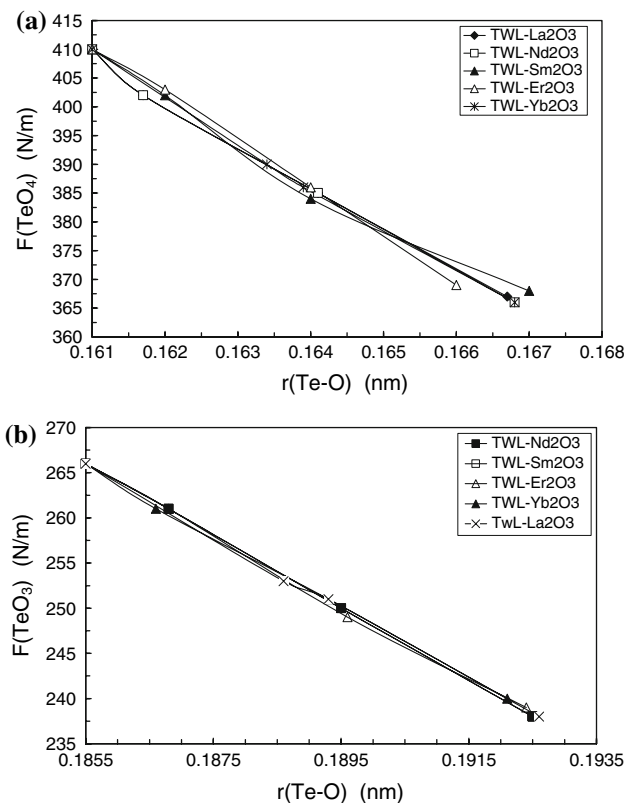 (a)
415
410
405
400
395
390
385
380
375
370
365
360
F(TeO₄) (N/m)
TWL-La2O3
TWL-Nd2O3
TWL-Sm2O3
TWL-Er2O3
TWL-Yb2O3
0.161 0.162 0.163 0.164 0.165 0.166 0.167 0.168
r(Te-O) (nm)
(b)
270
265
260
255
250
245
240
235
F(TeO₃) (N/m)
TWL-Nd2O3
TWL-Sm2O3
TWL-Er2O3
TWL-Yb2O3
TwL-La2O3
0.1855 0.1875 0.1895 0.1915 0.1935
r(Te-O) (nm)